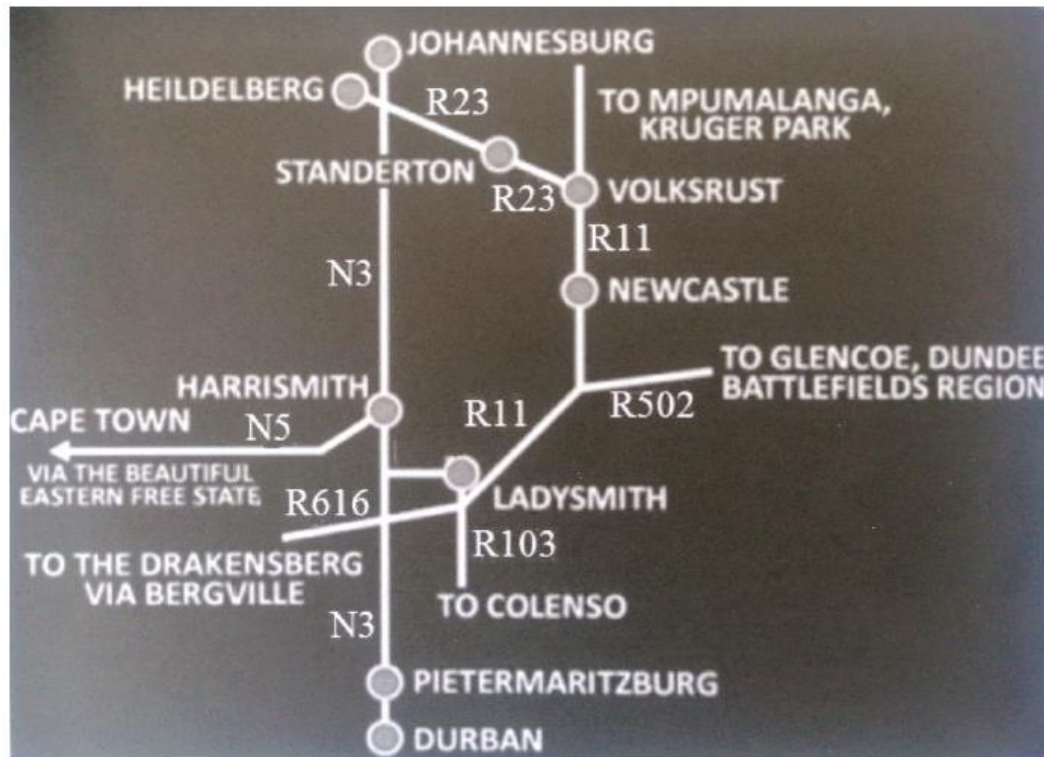 JOHANNESBURG
HEILDELBERG
R23
TO MPUMALANGA,
KRUGER PARK
STANDERTON
R23
VOLKSRUST
R11
N3
NEWCASTLE
HARRISMITH
TO GLENCOE, DUNDEE
BATTLEFIELDS REGION
R502
R11
CAPE TOWN
N5
VIA THE BEAUTIFUL
EASTERN FREE STATE
R616
LADYSMITH
R103
TO THE DRAKENSBERG
VIA BERGVILLE
TO COLENSO
N3
PIETERMARITZBURG
DURBAN